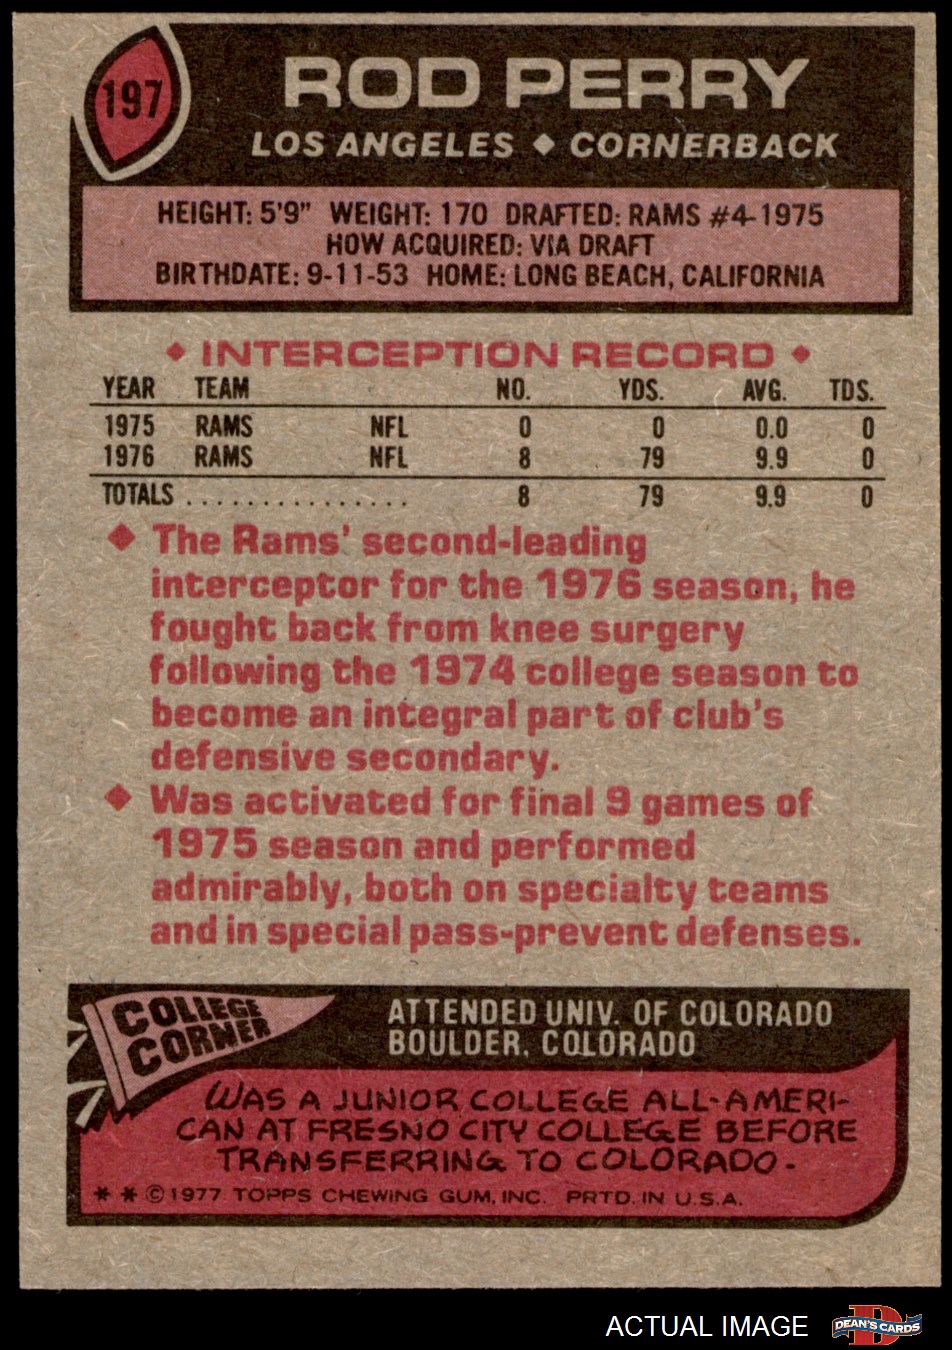 197
ROD PERRY
LOS ANGELES ◆ CORNERBACK
HEIGHT: 5'9" WEIGHT: 170 DRAFTED: RAMS #4-1975
HOW ACQUIRED: VIA DRAFT
BIRTHDATE: 9-11-53 HOME: LONG BEACH, CALIFORNIA
◆ INTERCEPTION RECORD ◆
YEAR TEAM NO. YDS. AVG. TDS.
1975 RAMS NFL 0 0 0.0 0
1976 RAMS NFL 8 79 9.9 0
TOTALS . . . . . . . . . . . . . . . 8 79 9.9 0
◆ The Rams' second-leading
interceptor for the 1976 season, he
fought back from knee surgery
following the 1974 college season to
become an integral part of club's
defensive secondary.
◆ Was activated for final 9 games of
1975 season and performed
admirably, both on specialty teams
and in special pass-prevent defenses.
COLLEGE
CORNER
ATTENDED UNIV. OF COLORADO
BOULDER, COLORADO
WAS A JUNIOR COLLEGE ALL-AMERI-
CAN AT FRESNO CITY COLLEGE BEFORE
TRANSFERRING TO COLORADO.
* * © 1977 TOPPS CHEWING GUM, INC. PRTD. IN U.S.A.
ACTUAL IMAGE
D
DEAN'S CARDS